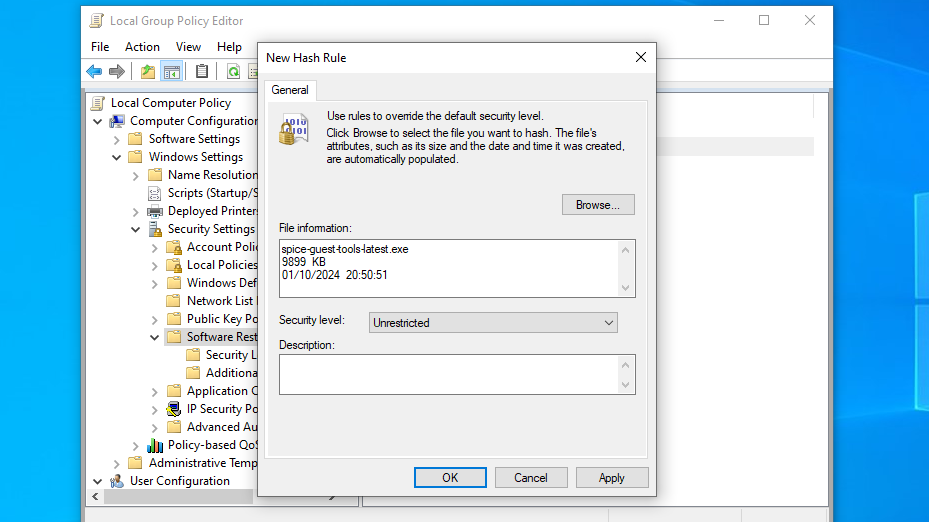 Local Group Policy Editor
File Action View Help
New Hash Rule
General
Use rules to override the default security level.
Click Browse to select the file you want to hash. The file's
attributes, such as its size and the date and time it was created,
are automatically populated.
Browse...
File information:
spice-guest-tools-latest.exe
9899 KB
01/10/2024 20:50:51
Security level:
Unrestricted
Description:
OK
Cancel
Apply
Local Computer Policy
Computer Configuration
Software Settings
Windows Settings
Name Resolution
Scripts (Startup/S
Deployed Printers
Security Settings
Account Polic
Local Policies
Windows Def
Network List
Public Key Po
Software Rest
Security L
Additiona
Application C
IP Security Po
Advanced Au
Policy-based QoS
Administrative Temp
User Configuration